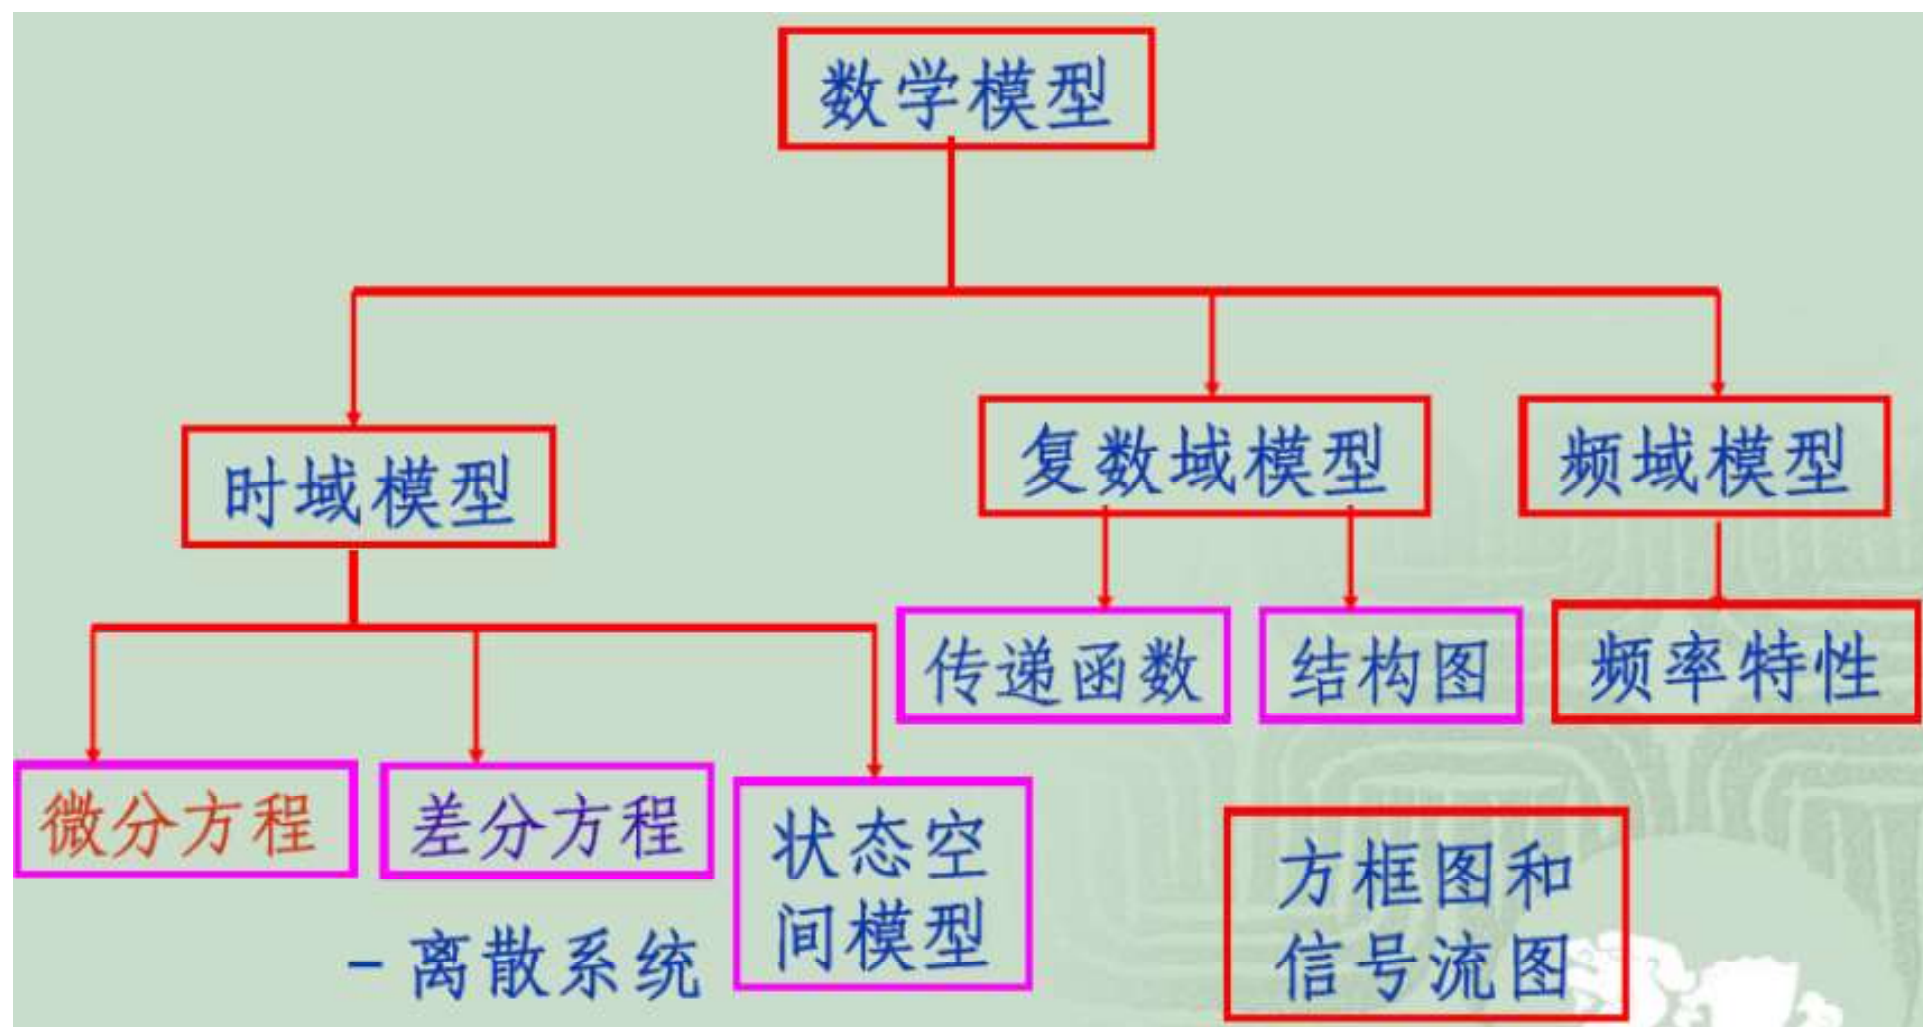 数学模型
时域模型
复数域模型
频域模型
传递函数
结构图
频率特性
微分方程
差分方程
状态空
间模型
-离散系统
方框图和
信号流图